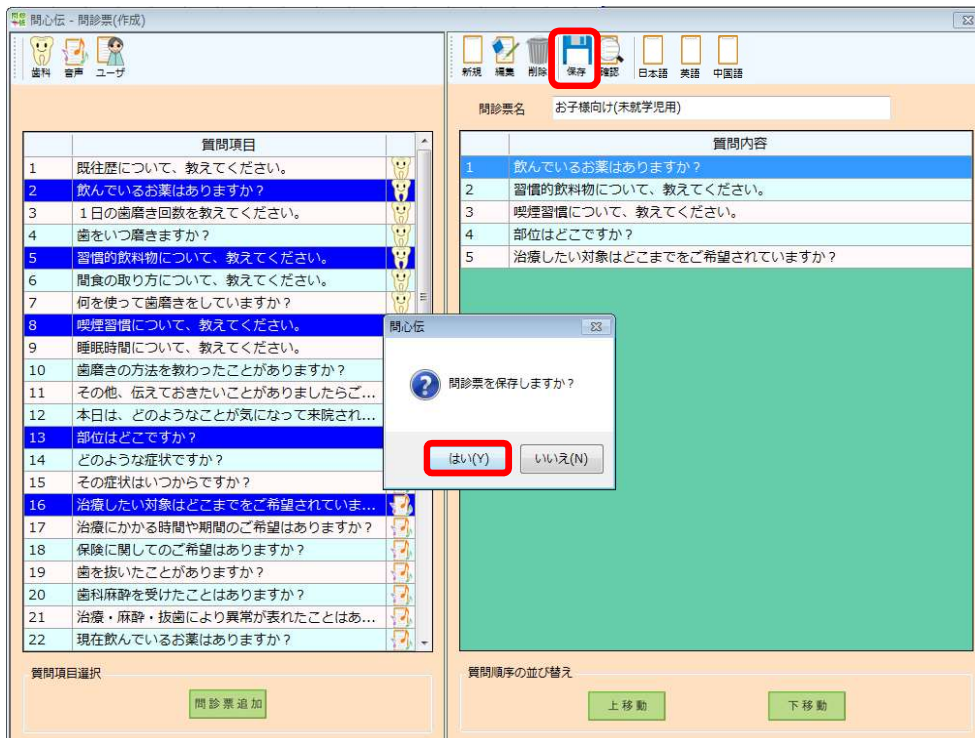 問心伝 - 問診票(作成)
歯科 音声 ユーザ
新規 編集 削除 保存 確認 日本語 英語 中国語
問診票名 お子様向け(未就学児用)
質問項目
1 既往歴について、教えてください。
2 飲んでいるお薬はありますか？
3 １日の歯磨き回数を教えてください。
4 歯をいつ磨きますか？
5 習慣的飲料物について、教えてください。
6 間食の取り方について、教えてください。
7 何を使って歯磨きをしていますか？
8 喫煙習慣について、教えてください。
9 睡眠時間について、教えてください。
10 歯磨きの方法を教わったことがありますか？
11 その他、伝えておきたいことがありましたらご...
12 本日は、どのようなことが気になって来院され...
13 部位はどこですか？
14 どのような症状ですか？
15 その症状はいつからですか？
16 治療したい対象はどこまでをご希望されていま...
17 治療にかかる時間や期間のご希望はありますか？
18 保険に関してのご希望はありますか？
19 歯を抜いたことがありますか？
20 歯科麻酔を受けたことはありますか？
21 治療・麻酔・抜歯により異常が表れたことはあ...
22 現在飲んでいるお薬はありますか？
質問項目選択
問診票追加
質問内容
1 飲んでいるお薬はありますか？
2 習慣的飲料物について、教えてください。
3 喫煙習慣について、教えてください。
4 部位はどこですか？
5 治療したい対象はどこまでをご希望されていますか？
質問順序の並び替え
上移動 下移動
問心伝
問診票を保存しますか？
はい(Y) いいえ(N)